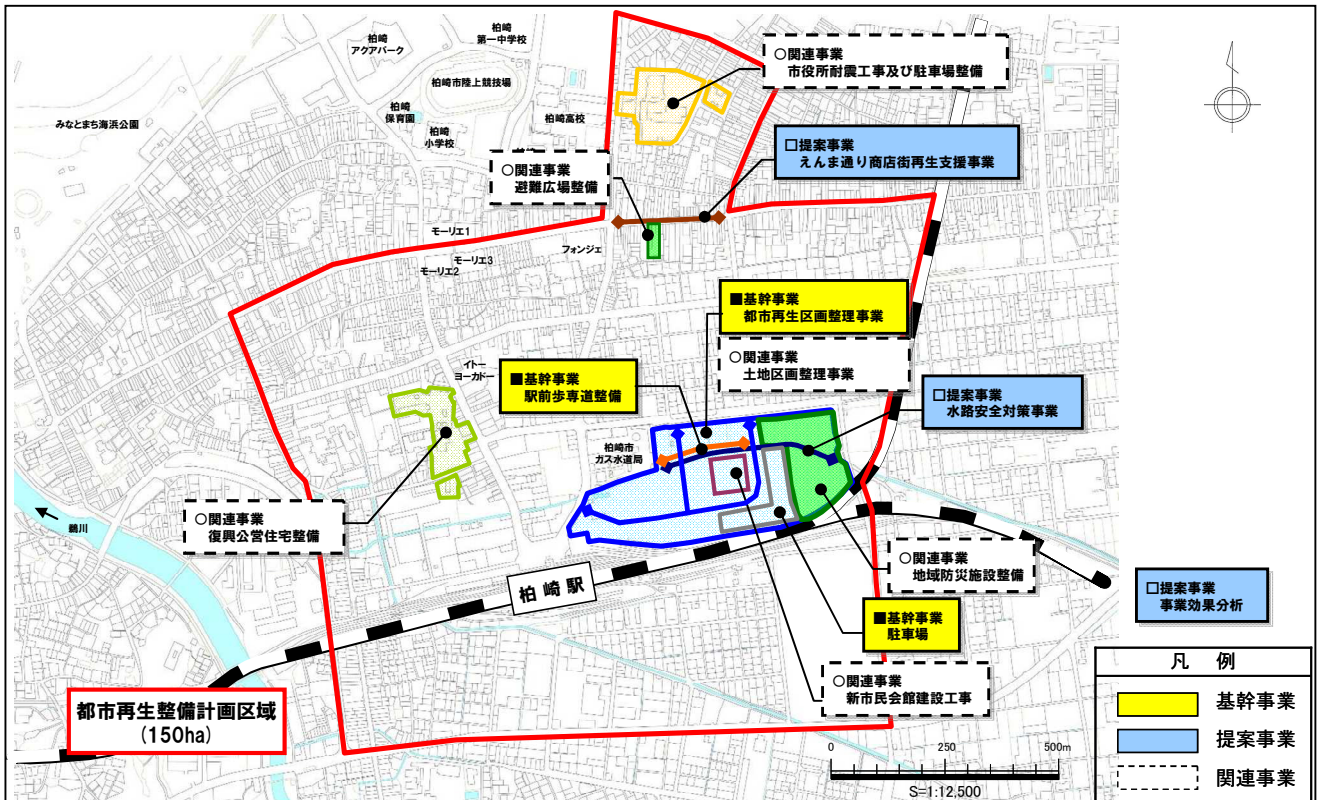 柏崎
アクアパーク
柏崎
第一中学校
柏崎市陸上競技場
みなとまち海浜公園
柏崎
保育園
柏崎
小学校
柏崎高校
○関連事業
市役所耐震工事及び駐車場整備
□提案事業
えんま通り商店街再生支援事業
○関連事業
避難広場整備
モーリエ1
モーリエ3
モーリエ2
フォンジェ
■基幹事業
都市再生区画整理事業
○関連事業
土地区画整理事業
イトー
ヨーカドー
■基幹事業
駅前歩専道整備
□提案事業
水路安全対策事業
柏崎市
ガス水道局
○関連事業
復興公営住宅整備
鵜川
柏崎駅
○関連事業
地域防災施設整備
□提案事業
事業効果分析
■基幹事業
駐車場
○関連事業
新市民会館建設工事
都市再生整備計画区域
(150ha)
0 250 500m
S=1:12,500
凡 例
基幹事業
提案事業
関連事業